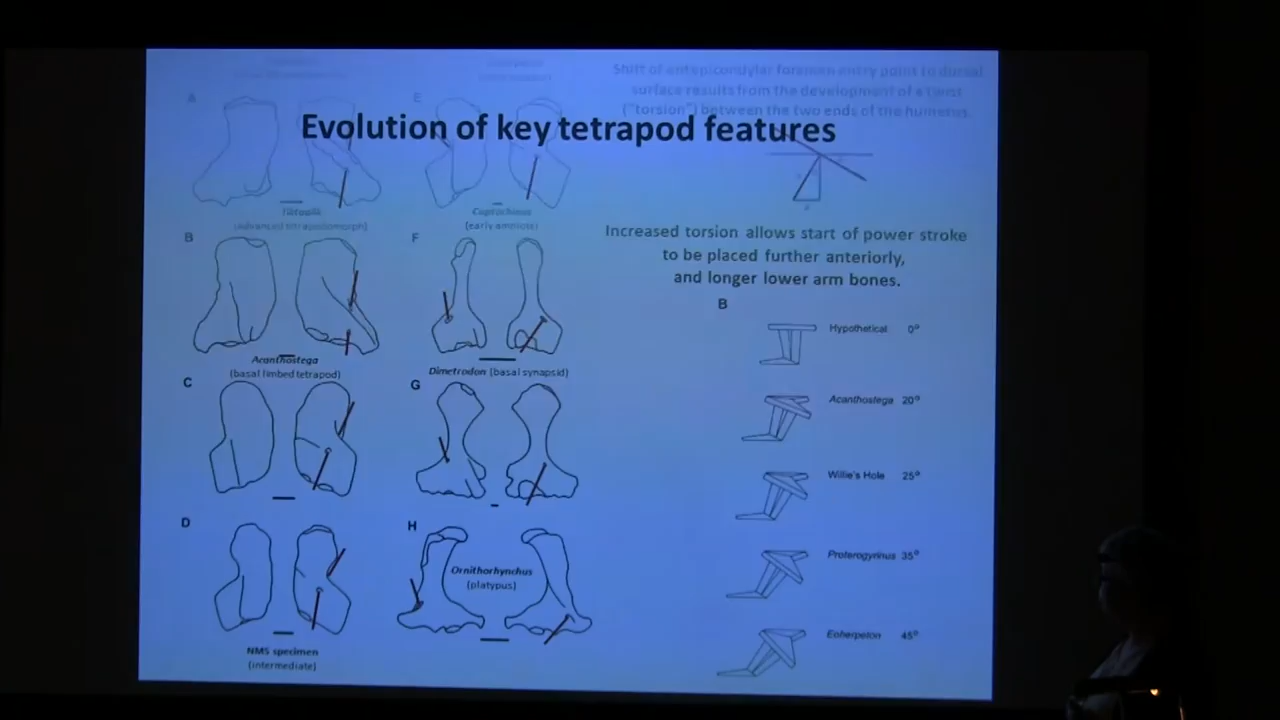 Evolution of key tetrapod features
Shift of entepicondylar foramen entry point to dorsal
surface results from the development of a twist
("torsion") between the two ends of the humerus.
A
E
Tiktaalik
(advanced tetrapodomorph)
Captorhinus
(early amniote)
B
F
Acanthostega
(basal limbed tetrapod)
Dimetrodon (basal synapsid)
C
G
D
H
Ornithorhynchus
(platypus)
NMS specimen
(intermediate)
Increased torsion allows start of power stroke
to be placed further anteriorly,
and longer lower arm bones.
B
Hypothetical 0°
Acanthostega 20°
Willie's Hole 25°
Proterogyrinus 35°
Eoherpeton 45°